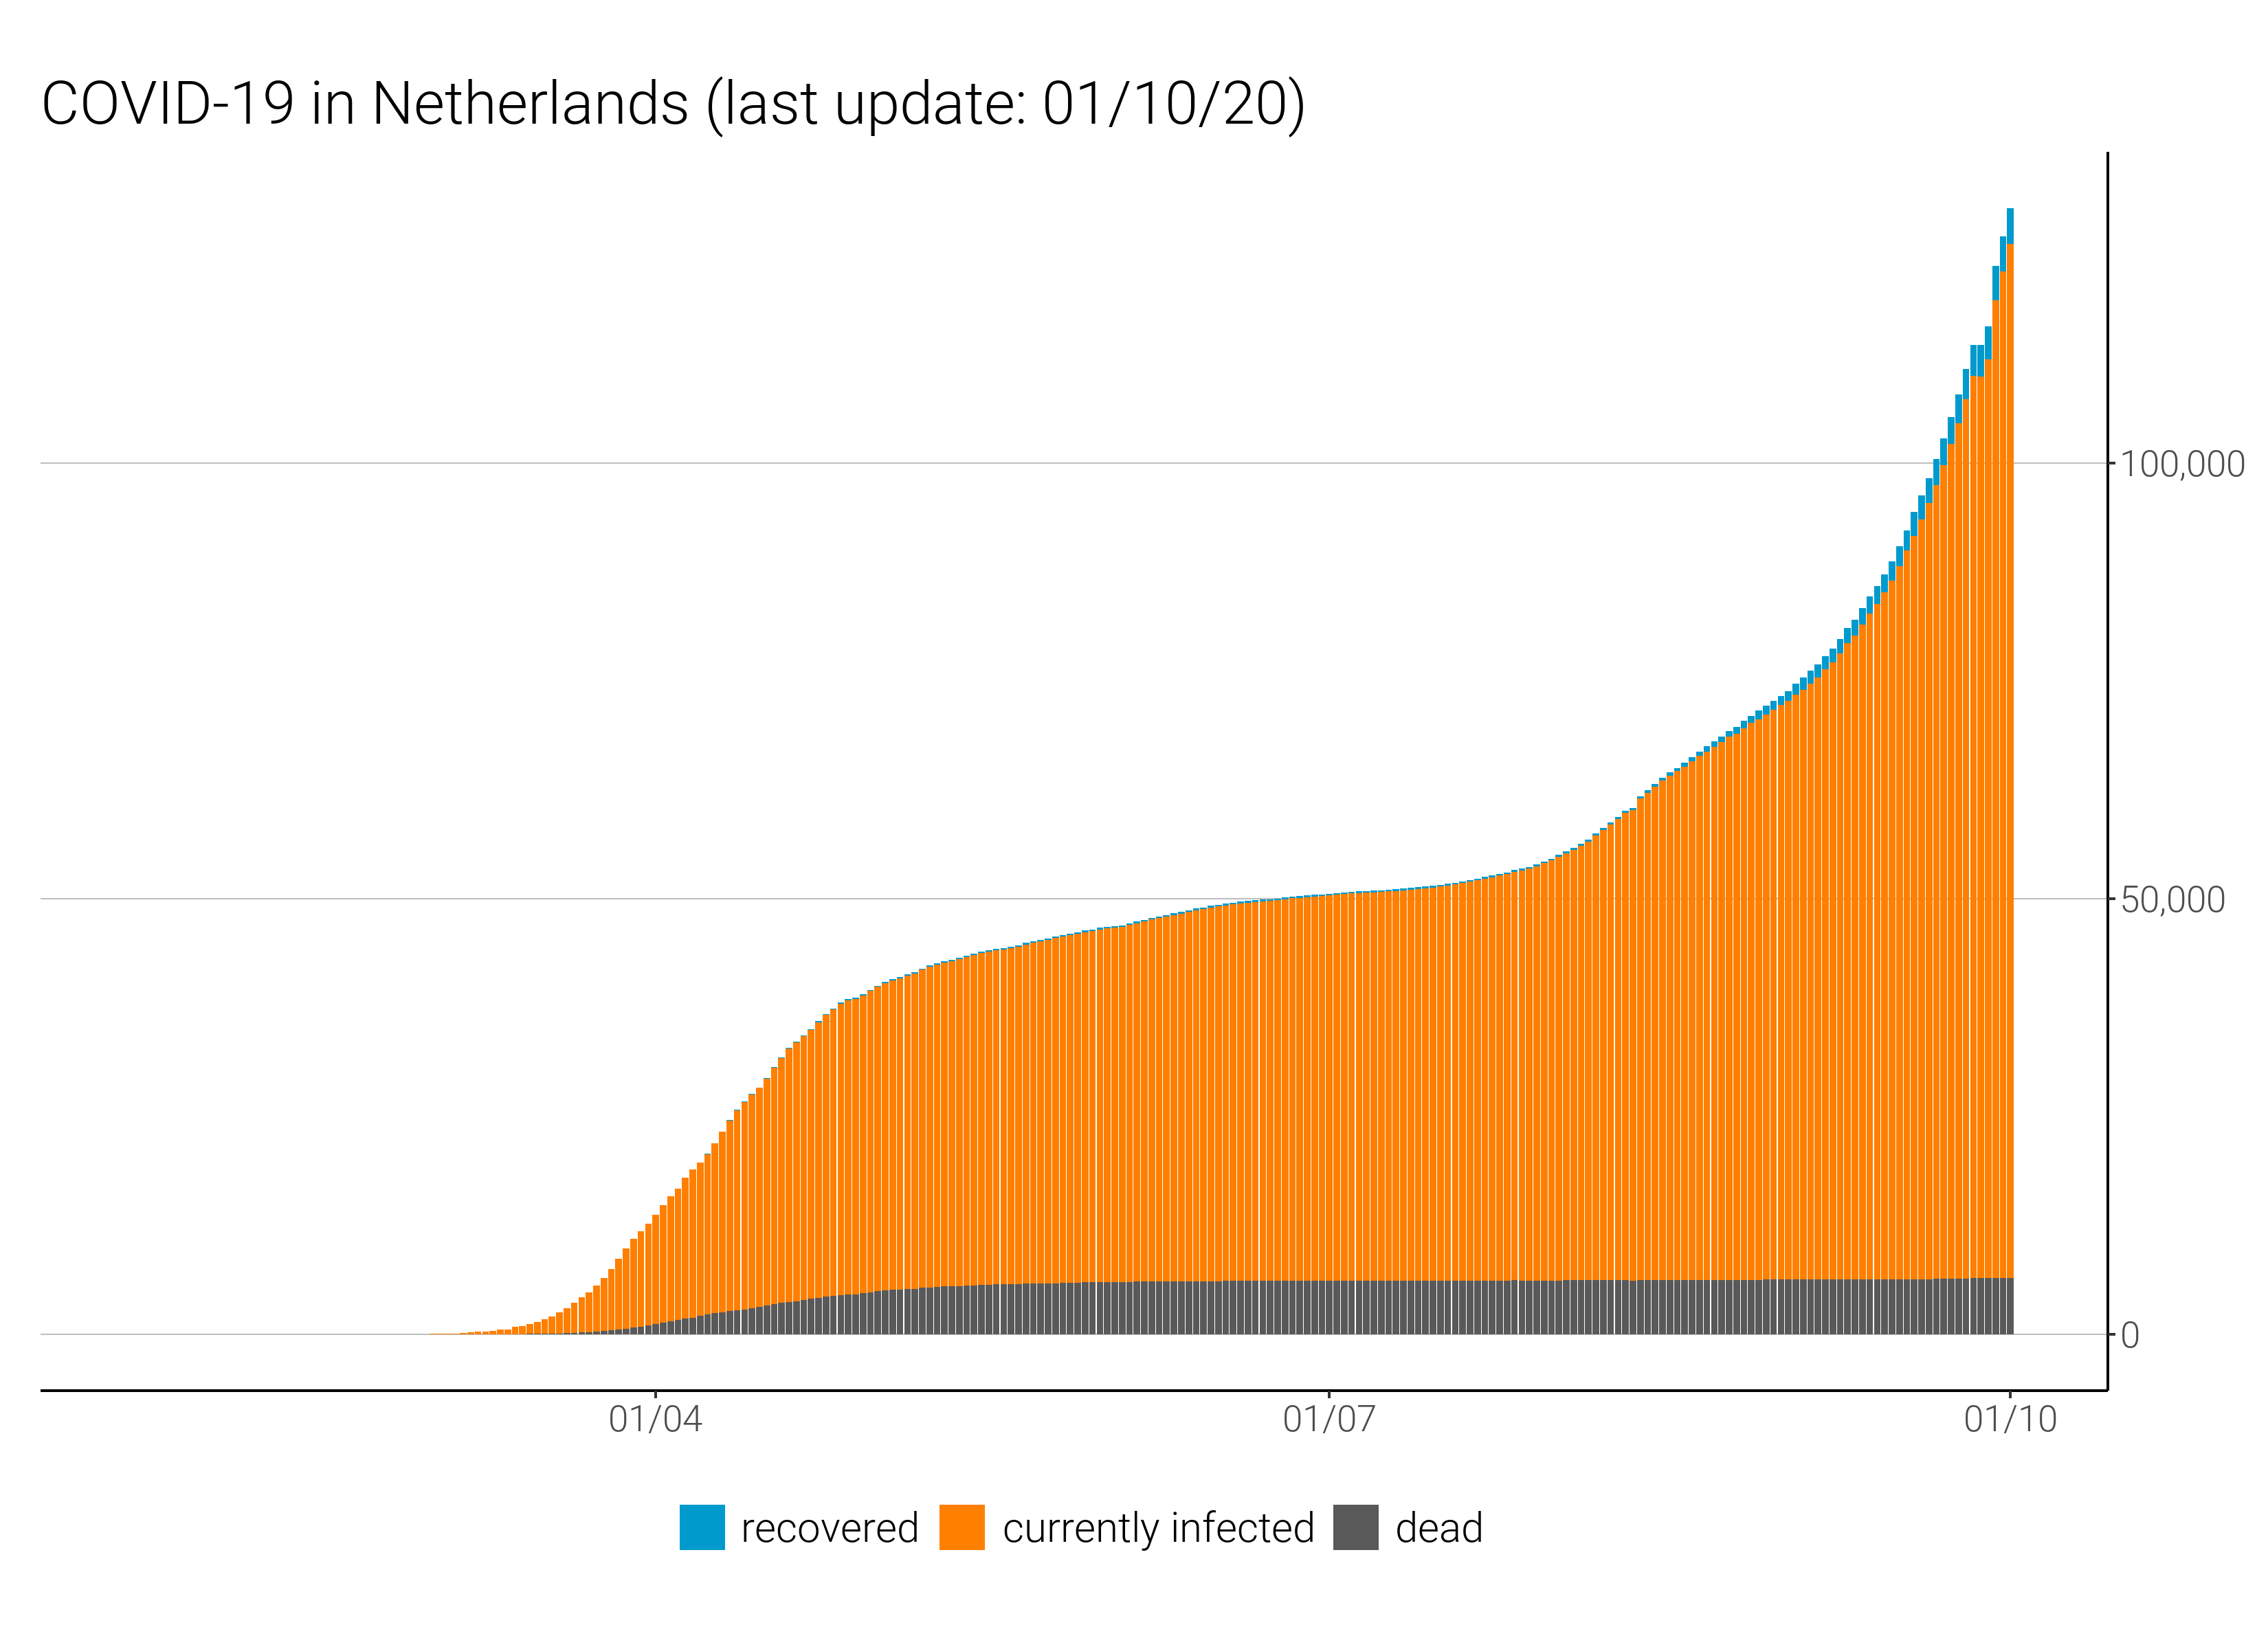 COVID-19 in Netherlands (last update: 01/10/20)
100,000
50,000
0
01/04 01/07 01/10
recovered currently infected dead